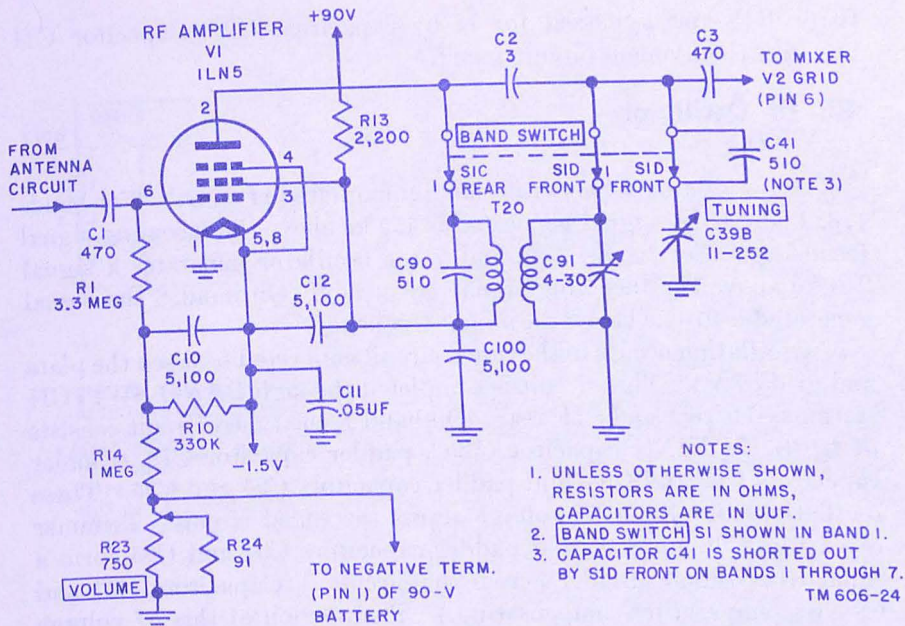 +90V
RF AMPLIFIER
V1
1LN5
2
4
3
6
5,8
FROM
ANTENNA
CIRCUIT
C1
470
R1
3.3 MEG
R13
2,200
C2
3
C3
470
TO MIXER
V2 GRID
(PIN 6)
BAND SWITCH
S1C
REAR
1
S1D
FRONT
1
S1D
FRONT
C41
510
(NOTE 3)
TUNING
C39B
11-252
T20
C90
510
C91
4-30
C12
5,100
C10
5,100
C11
.05UF
C100
5,100
R10
330K
-1.5V
R14
1 MEG
R23
750
R24
91
VOLUME
TO NEGATIVE TERM.
(PIN 1) OF 90-V
BATTERY
NOTES:
1. UNLESS OTHERWISE SHOWN,
RESISTORS ARE IN OHMS,
CAPACITORS ARE IN UUF.
2. BAND SWITCH S1 SHOWN IN BAND 1.
3. CAPACITOR C41 IS SHORTED OUT
BY S1D FRONT ON BANDS 1 THROUGH 7.
TM 606-24